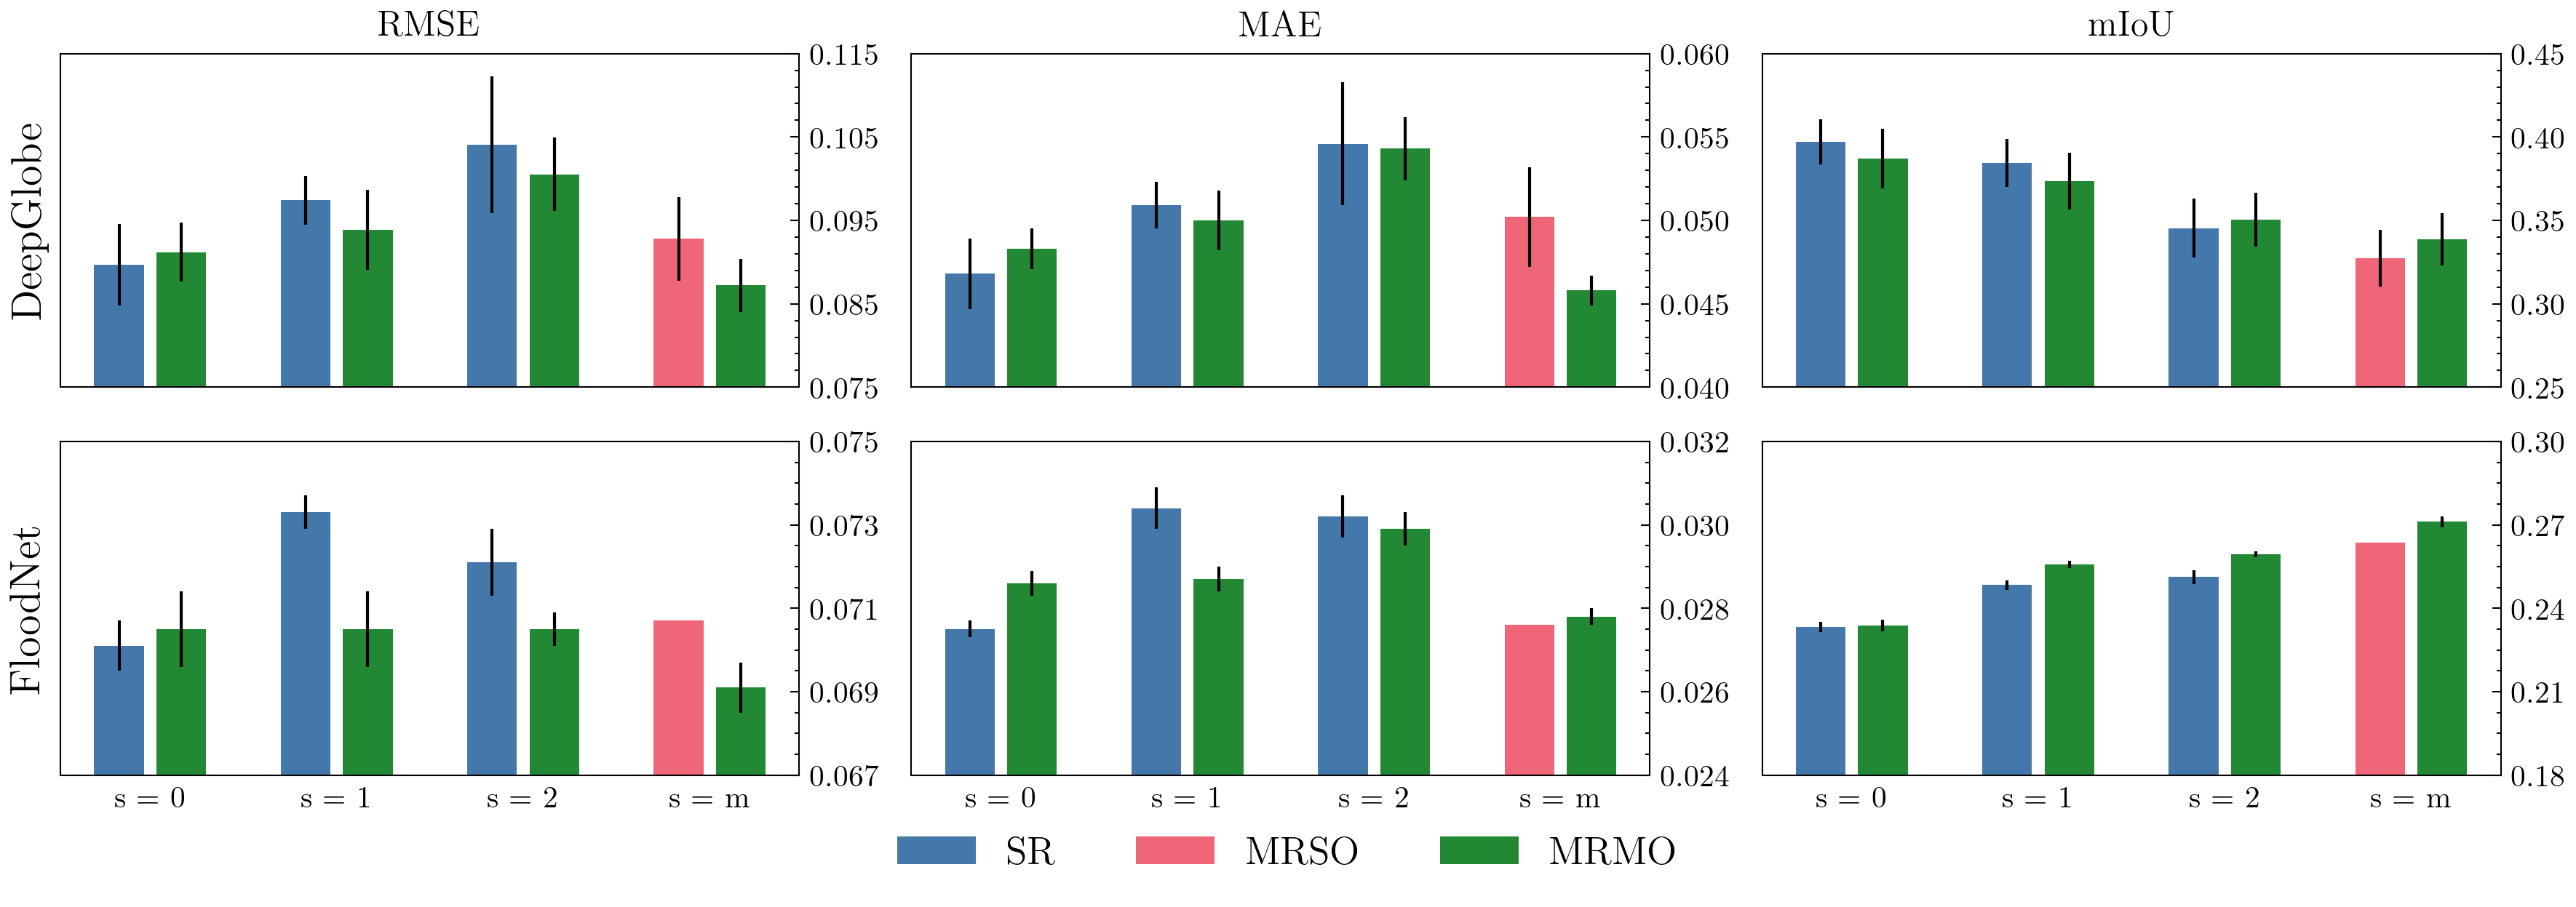 RMSE MAE mIoU
DeepGlobe
0.115 0.060 0.45
0.105 0.055 0.40
0.095 0.050 0.35
0.085 0.045 0.30
0.075 0.040 0.25
FloodNet
0.075 0.032 0.30
0.073 0.030 0.27
0.071 0.028 0.24
0.069 0.026 0.21
0.067 0.024 0.18
s = 0 s = 1 s = 2 s = m s = 0 s = 1 s = 2 s = m s = 0 s = 1 s = 2 s = m
SR MRSO MRMO